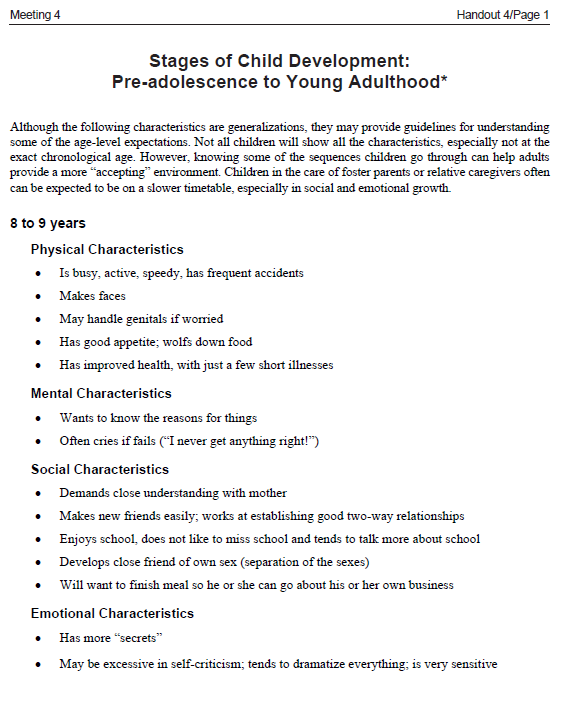 Meeting 4
Handout 4/Page 1
Stages of Child Development:
Pre-adolescence to Young Adulthood*
Although the following characteristics are generalizations, they may provide guidelines for understanding
some of the age-level expectations. Not all children will show all the characteristics, especially not at the
exact chronological age. However, knowing some of the sequences children go through can help adults
provide a more “accepting” environment. Children in the care of foster parents or relative caregivers often
can be expected to be on a slower timetable, especially in social and emotional growth.
8 to 9 years
Physical Characteristics
• Is busy, active, speedy, has frequent accidents
• Makes faces
• May handle genitals if worried
• Has good appetite; wolfs down food
• Has improved health, with just a few short illnesses
Mental Characteristics
• Wants to know the reasons for things
• Often cries if fails (“I never get anything right!”)
Social Characteristics
• Demands close understanding with mother
• Makes new friends easily; works at establishing good two-way relationships
• Enjoys school, does not like to miss school and tends to talk more about school
• Develops close friend of own sex (separation of the sexes)
• Will want to finish meal so he or she can go about his or her own business
Emotional Characteristics
• Has more “secrets”
• May be excessive in self-criticism; tends to dramatize everything; is very sensitive